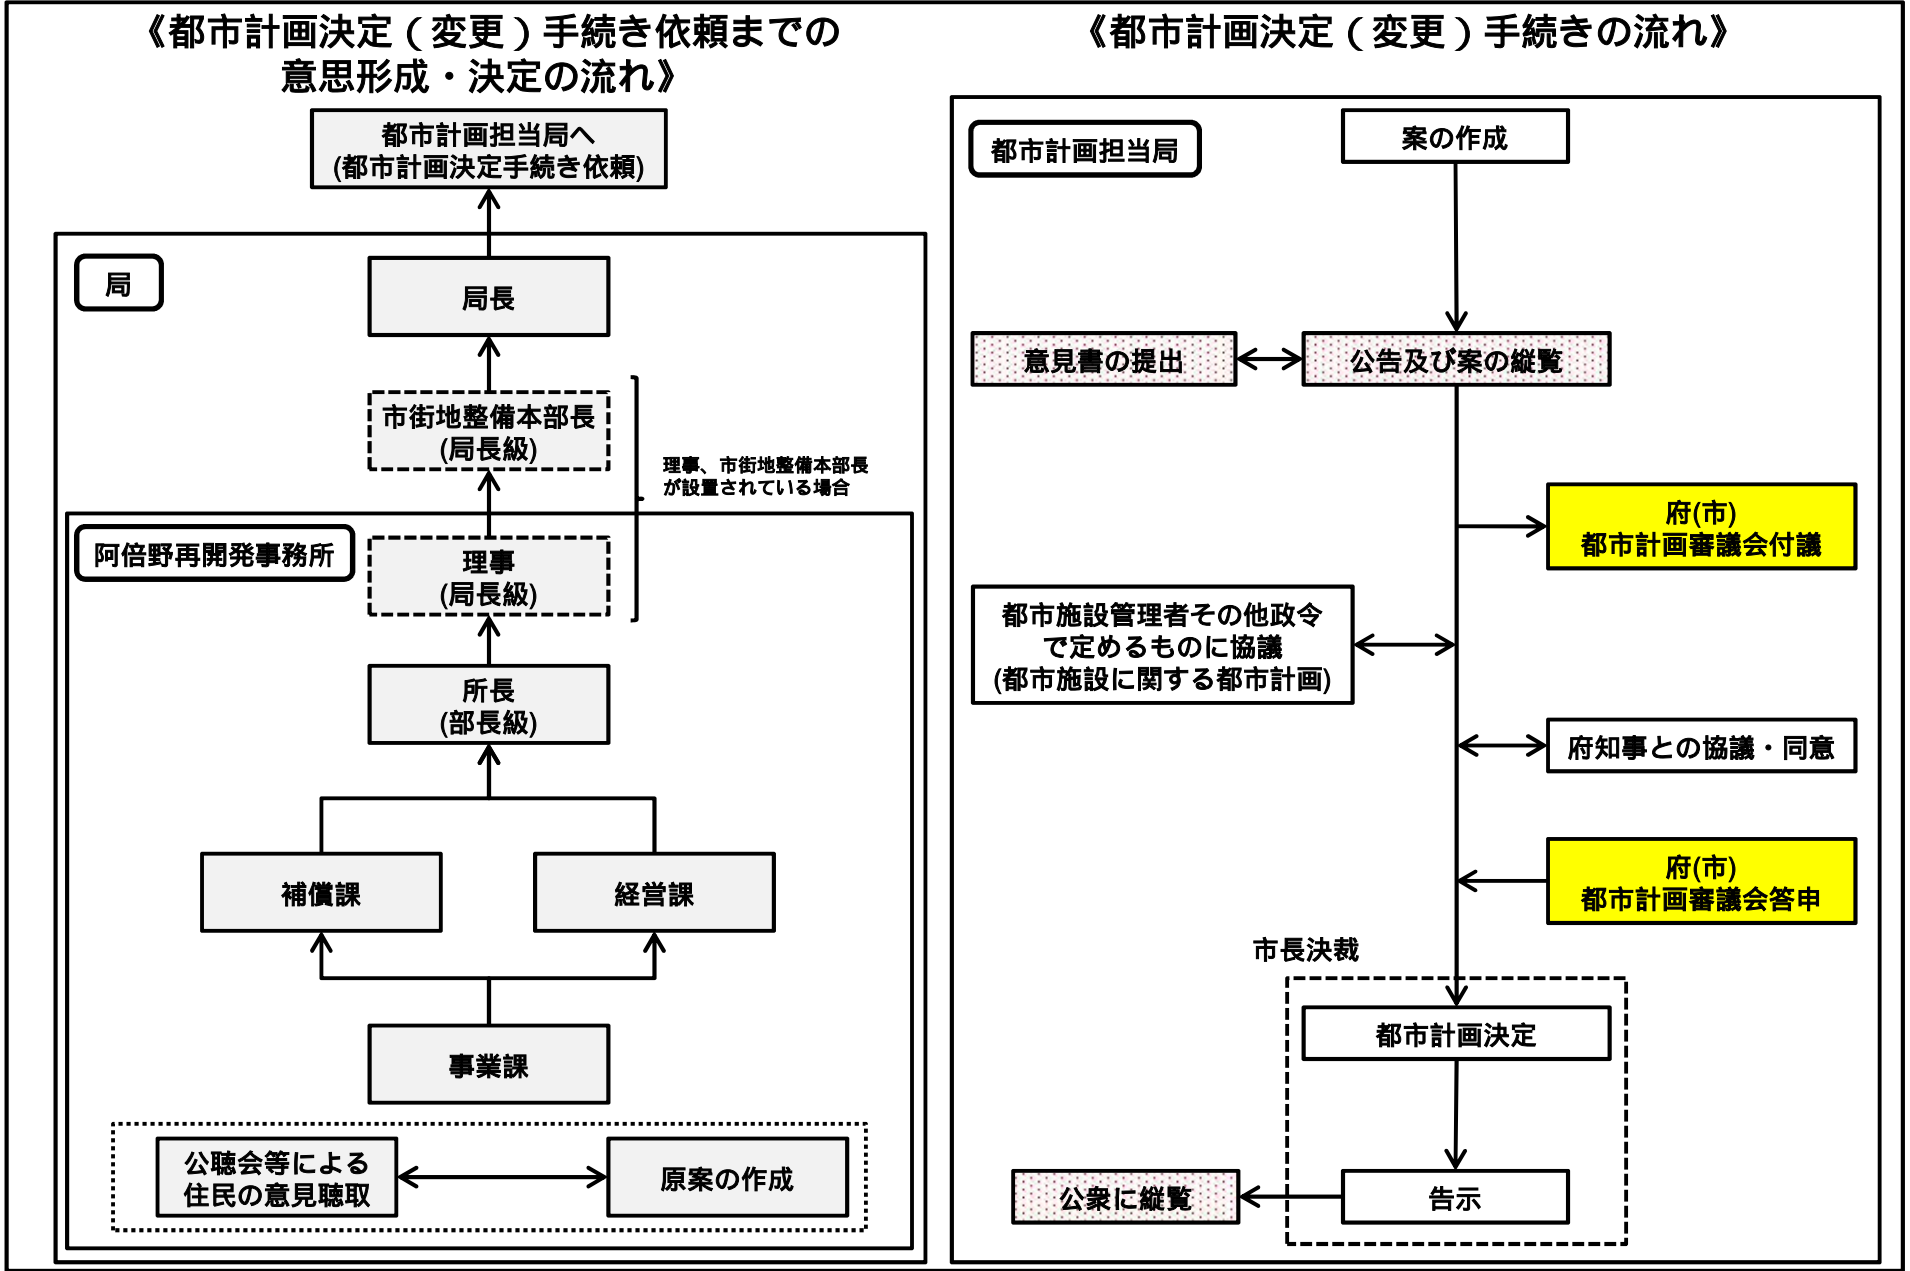 《都市計画決定（変更）手続き依頼までの
意思形成・決定の流れ》
都市計画担当局へ
(都市計画決定手続き依頼)
局
局長
市街地整備本部長
(局長級)
理事、市街地整備本部長
が設置されている場合
阿倍野再開発事務所
理事
(局長級)
所長
(部長級)
補償課
経営課
事業課
公聴会等による
住民の意見聴取
原案の作成
《都市計画決定（変更）手続きの流れ》
都市計画担当局
案の作成
意見書の提出
公告及び案の縦覧
府(市)
都市計画審議会付議
都市施設管理者その他政令
で定めるものに協議
(都市施設に関する都市計画)
府知事との協議・同意
府(市)
都市計画審議会答申
市長決裁
都市計画決定
公衆に縦覧
告示